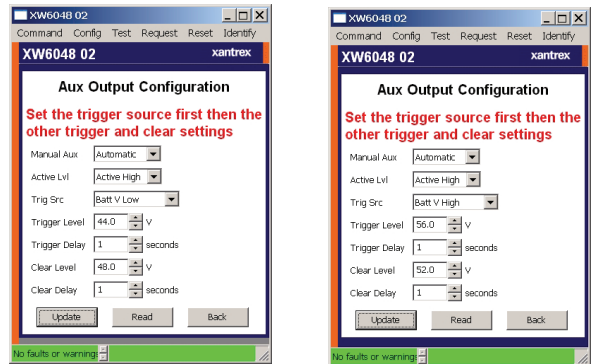 XW6048 02
Command Config Test Request Reset Identify
XW6048 02 xantrex
Aux Output Configuration
Set the trigger source first then the
other trigger and clear settings
Manual Aux Automatic
Active Lvl Active High
Trig Src Batt V Low
Trigger Level 44.0 V
Trigger Delay 1 seconds
Clear Level 48.0 V
Clear Delay 1 seconds
Update Read Back
No faults or warnings
XW6048 02
Command Config Test Request Reset Identify
XW6048 02 xantrex
Aux Output Configuration
Set the trigger source first then the
other trigger and clear settings
Manual Aux Automatic
Active Lvl Active High
Trig Src Batt V High
Trigger Level 56.0 V
Trigger Delay 1 seconds
Clear Level 52.0 V
Clear Delay 1 seconds
Update Read Back
No faults or warnings